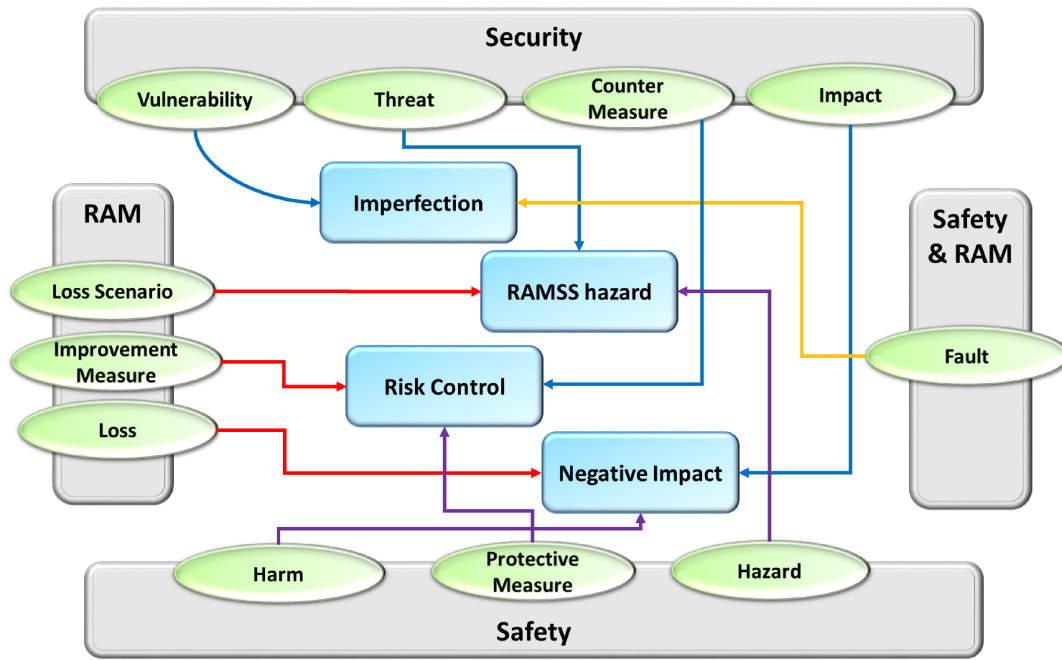 Security
Vulnerability
Threat
Counter
Measure
Impact
Imperfection
RAM
Safety
& RAM
Loss Scenario
RAMSS hazard
Improvement
Measure
Fault
Risk Control
Loss
Negative Impact
Harm
Protective
Measure
Hazard
Safety